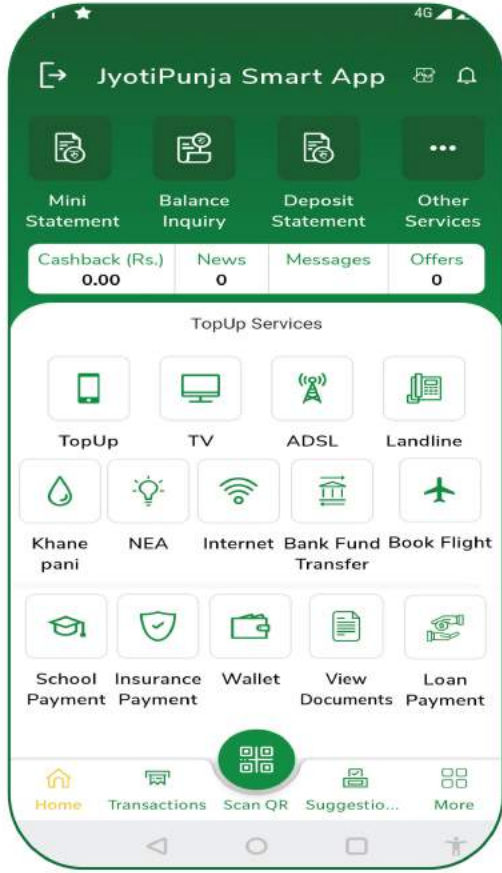 4G
JyotiPunja Smart App
Mini
Statement
Balance
Inquiry
Deposit
Statement
Other
Services
Cashback (Rs.)
0.00
News
0
Messages
Offers
0
TopUp Services
TopUp
TV
ADSL
Landline
Khane
pani
NEA
Internet
Bank Fund
Transfer
Book Flight
School
Payment
Insurance
Payment
Wallet
View
Documents
Loan
Payment
Home
Transactions
Scan QR
Suggestio...
More